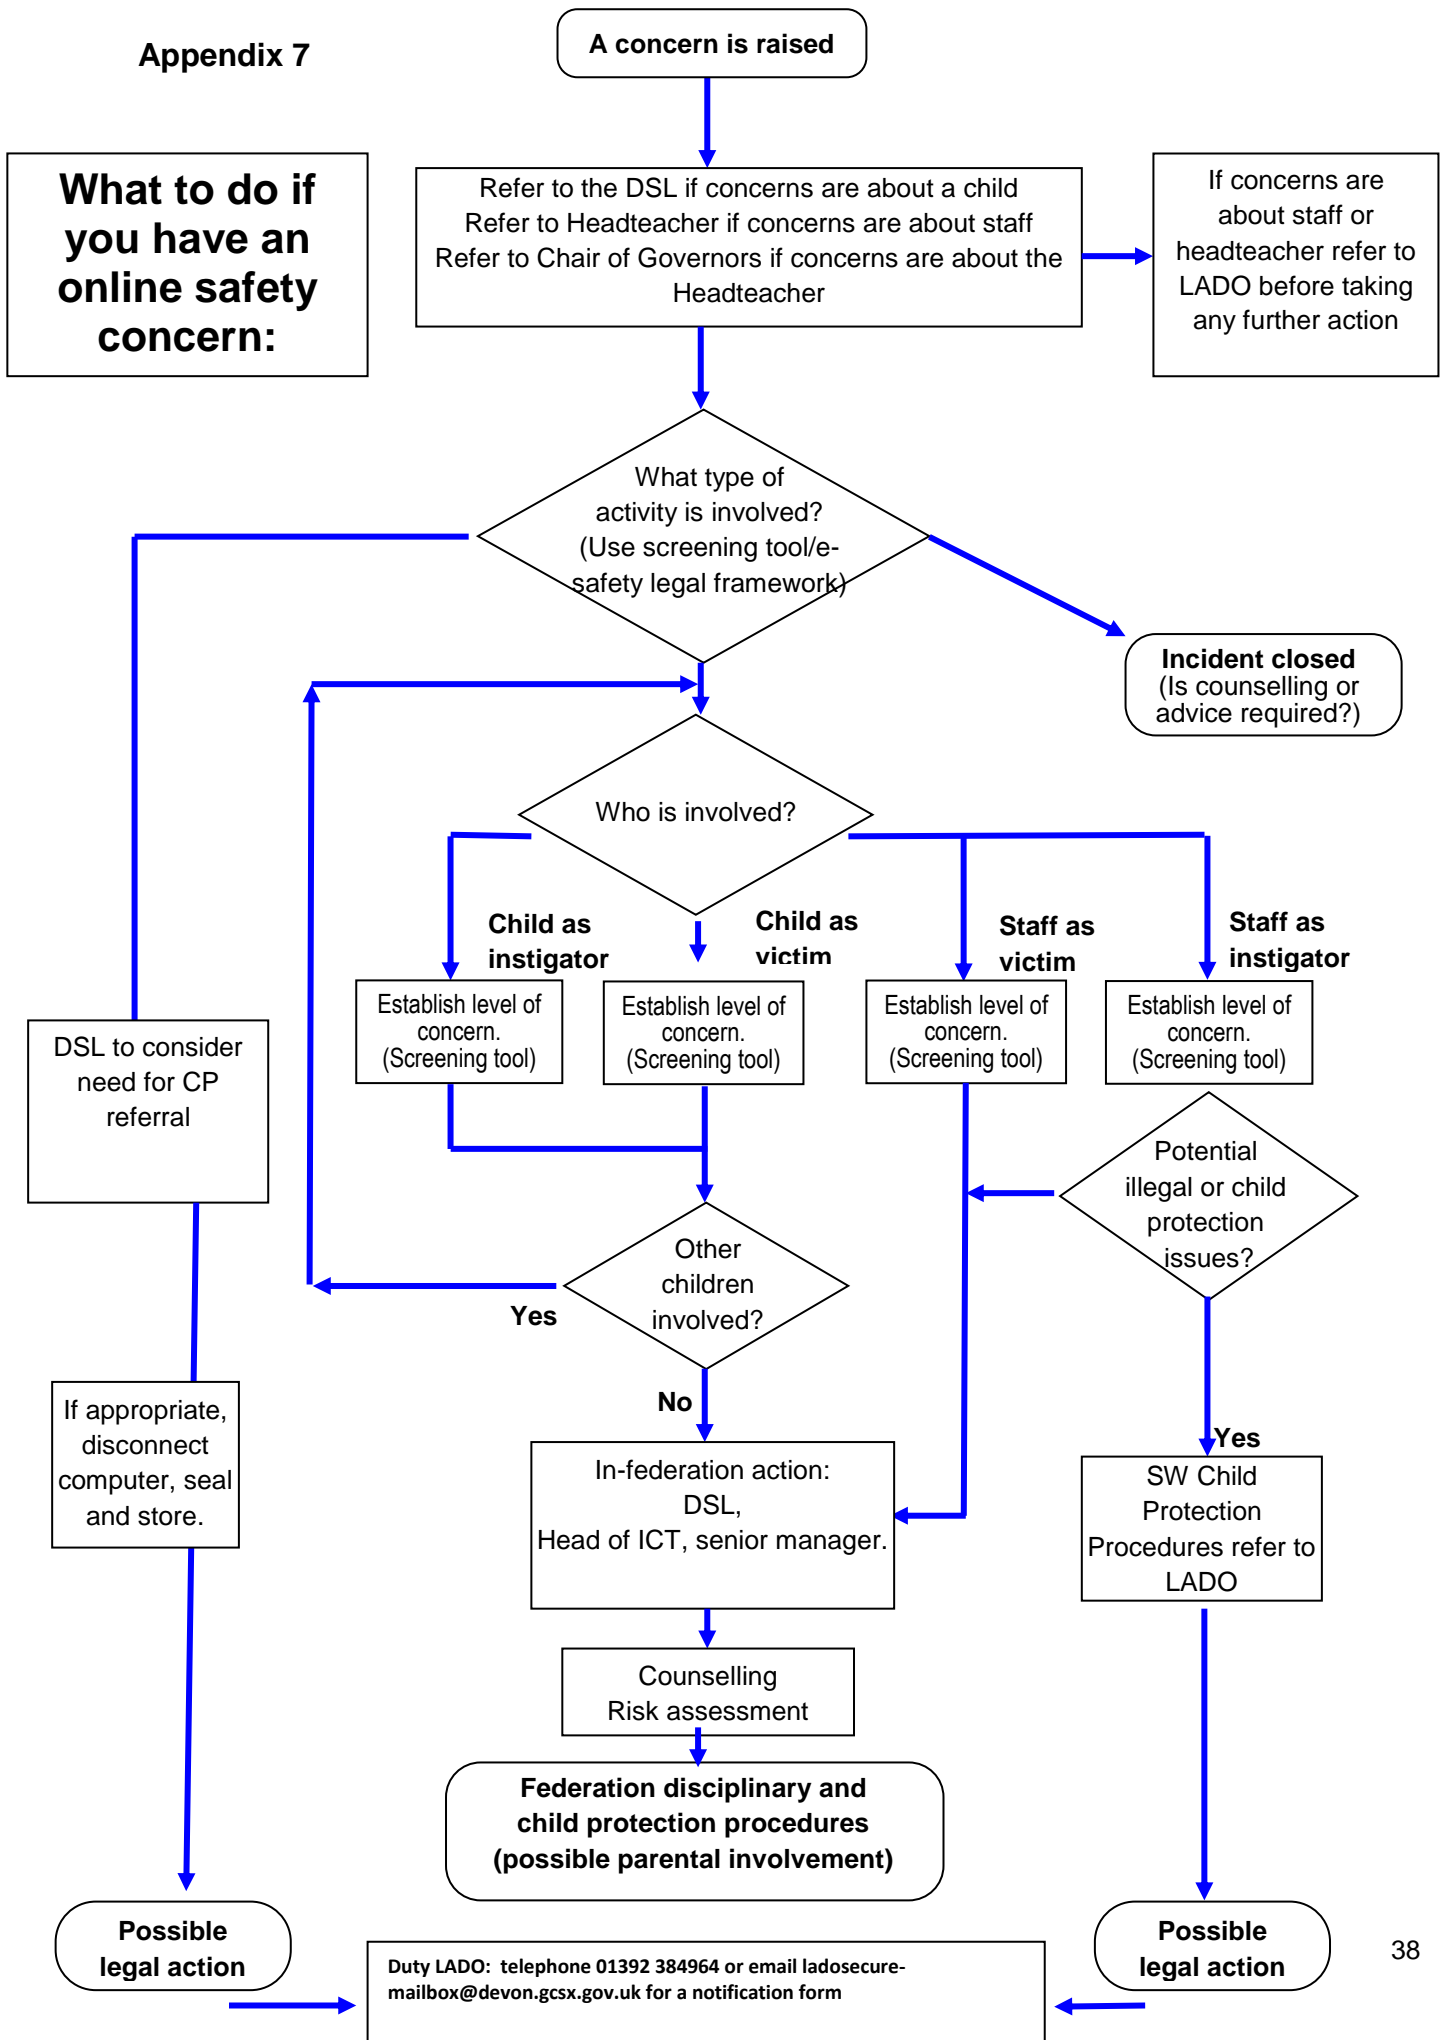 Appendix 7
A concern is raised
What to do if
you have an
online safety
concern:
Refer to the DSL if concerns are about a child
Refer to Headteacher if concerns are about staff
Refer to Chair of Governors if concerns are about the
Headteacher
If concerns are
about staff or
headteacher refer to
LADO before taking
any further action
What type of
activity is involved?
(Use screening tool/e-
safety legal framework)
Incident closed
(Is counselling or
advice required?)
Who is involved?
Child as
instigator
Child as
victim
Staff as
victim
Staff as
instigator
Establish level of
concern.
(Screening tool)
Establish level of
concern.
(Screening tool)
Establish level of
concern.
(Screening tool)
Establish level of
concern.
(Screening tool)
DSL to consider
need for CP
referral
Potential
illegal or child
protection
issues?
Other
children
involved?
Yes
No
Yes
If appropriate,
disconnect
computer, seal
and store.
In-federation action:
DSL,
Head of ICT, senior manager.
SW Child
Protection
Procedures refer to
LADO
Counselling
Risk assessment
Federation disciplinary and
child protection procedures
(possible parental involvement)
Possible
legal action
Possible
legal action
Duty LADO: telephone 01392 384964 or email ladosecure-
mailbox@devon.gcsx.gov.uk for a notification form
38